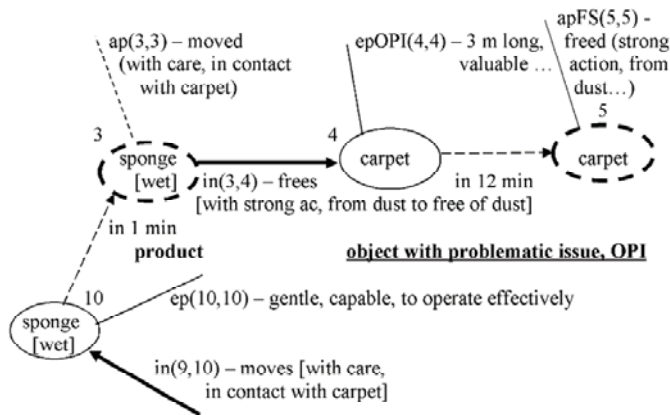 ap(3,3) – moved
(with care, in contact
with carpet)
epOPI(4,4) – 3 m long,
valuable ...
apFS(5,5) –
freed (strong
action, from
dust…)
3
sponge
[wet]
4
carpet
5
carpet
in(3,4) – frees
[with strong ac, from dust to free of dust]
in 12 min
in 1 min
product
object with problematic issue, OPI
10
sponge
[wet]
ep(10,10) – gentle, capable, to operate effectively
in(9,10) – moves [with care,
in contact with carpet]